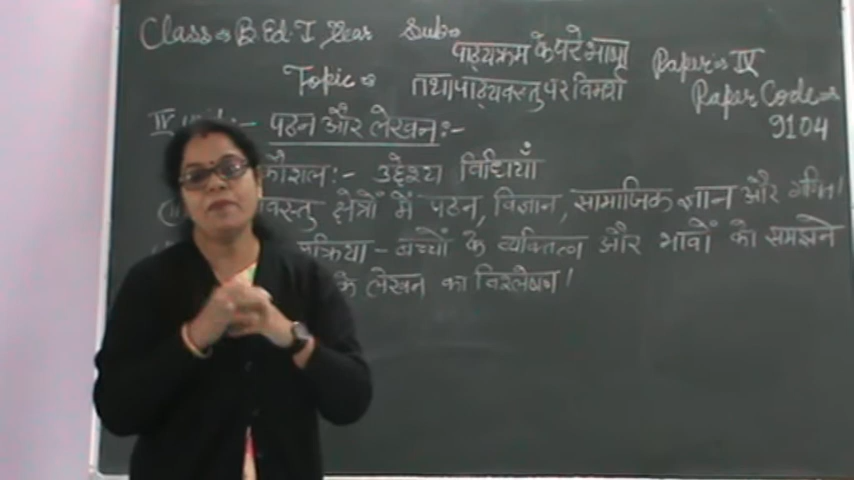 Class⇒ B.Ed. I Year Sub⇒
पाठ्यक्रम के परे भाषा Paper⇒ IV
Topic⇒ तथा पाठ्यवस्तु पर विमर्श Paper Code⇒
9104
IV :- पठन और लेखन:-
कौशल:- उद्देश्य विधियाँ
वस्तु क्षेत्रों में पठन, विज्ञान, सामाजिक ज्ञान और गणित।
प्रक्रिया - बच्चों के व्यक्तित्व और भावों को समझने
के लेखन का विश्लेषण।